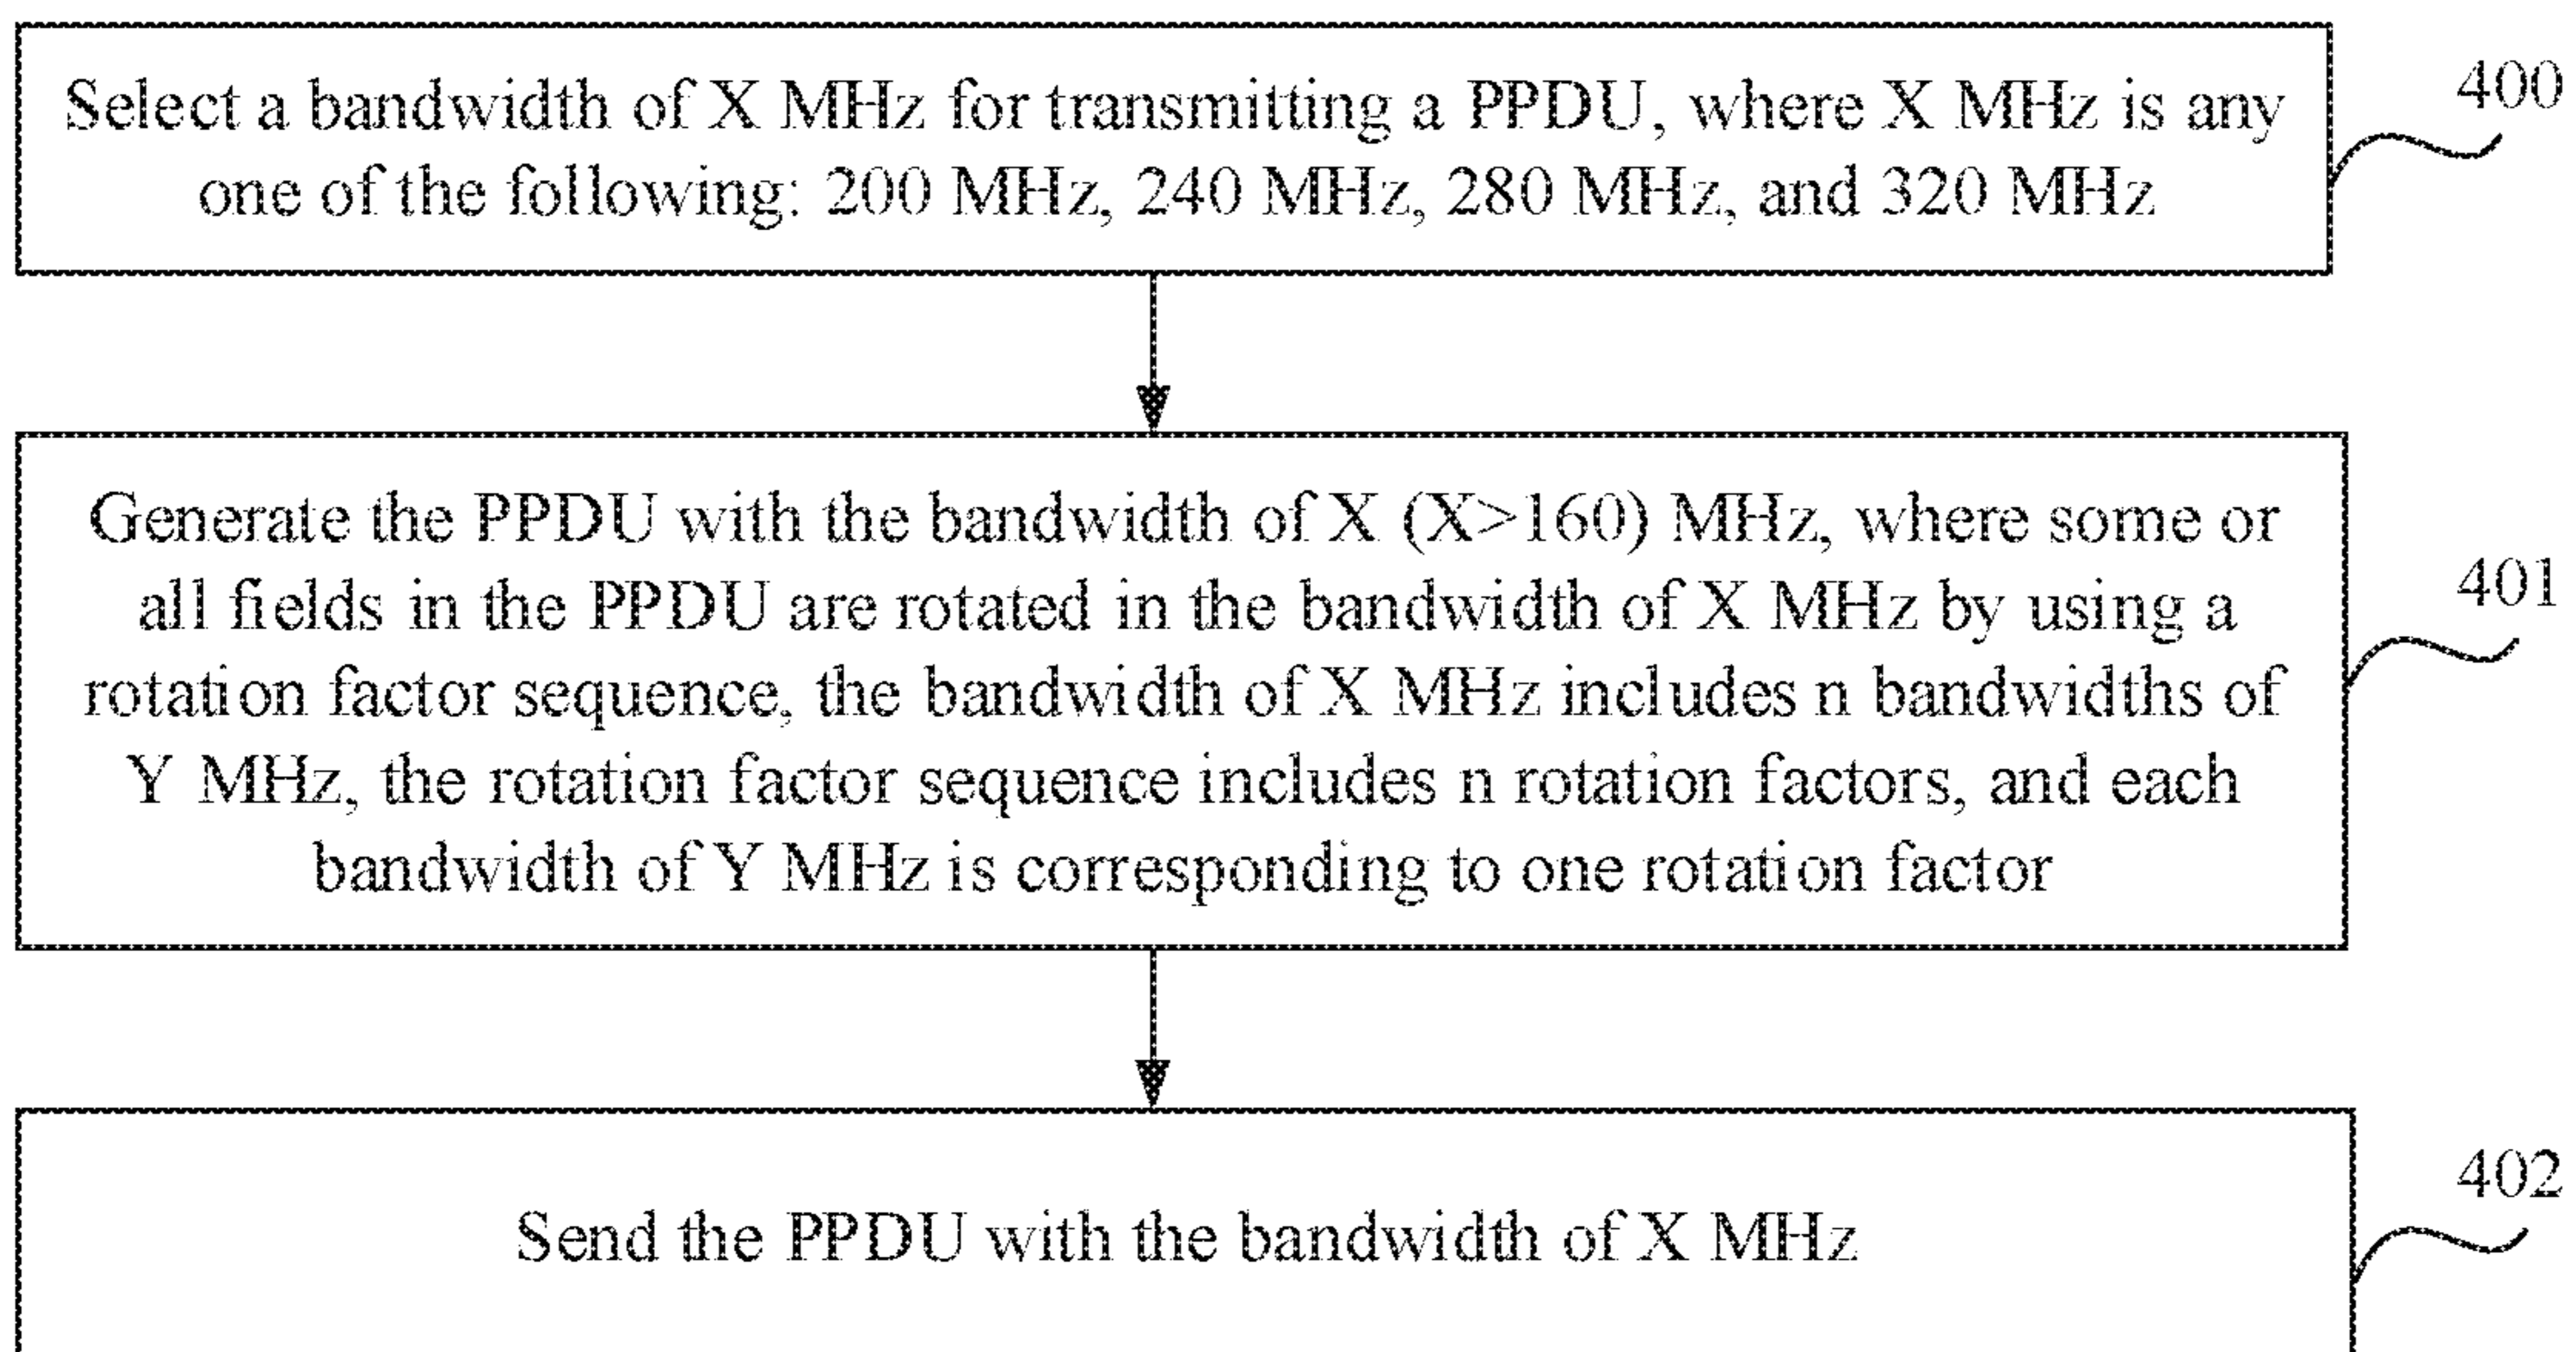 Select a bandwidth of X MHz for transmitting a PPDU, where X MHz is any
one of the following: 200 MHz, 240 MHz, 280 MHz, and 320 MHz
400
Generate the PPDU with the bandwidth of X (X>160) MHz, where some or
all fields in the PPDU are rotated in the bandwidth of X MHz by using a
rotation factor sequence, the bandwidth of X MHz includes n bandwidths of
Y MHz, the rotation factor sequence includes n rotation factors, and each
bandwidth of Y MHz is corresponding to one rotation factor
401
Send the PPDU with the bandwidth of X MHz
402